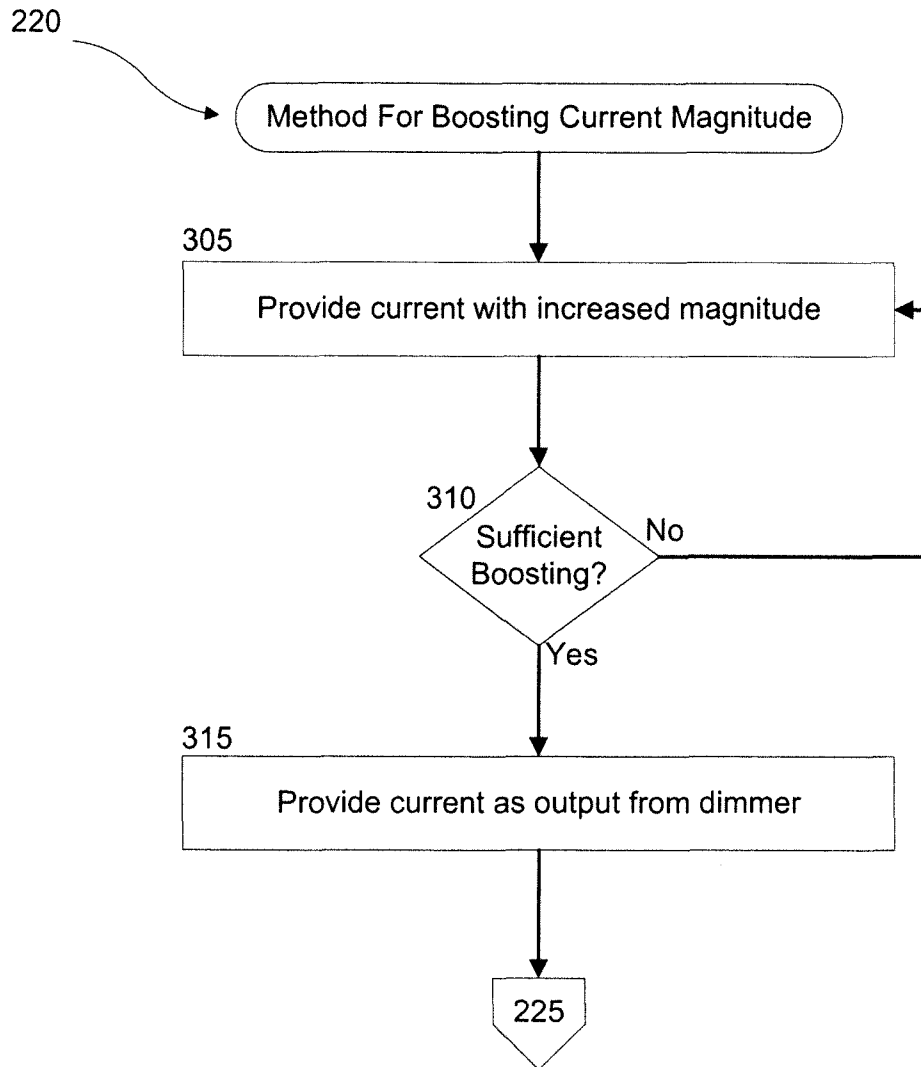 220
Method For Boosting Current Magnitude
305
Provide current with increased magnitude
310
Sufficient
Boosting?
No
Yes
315
Provide current as output from dimmer
225